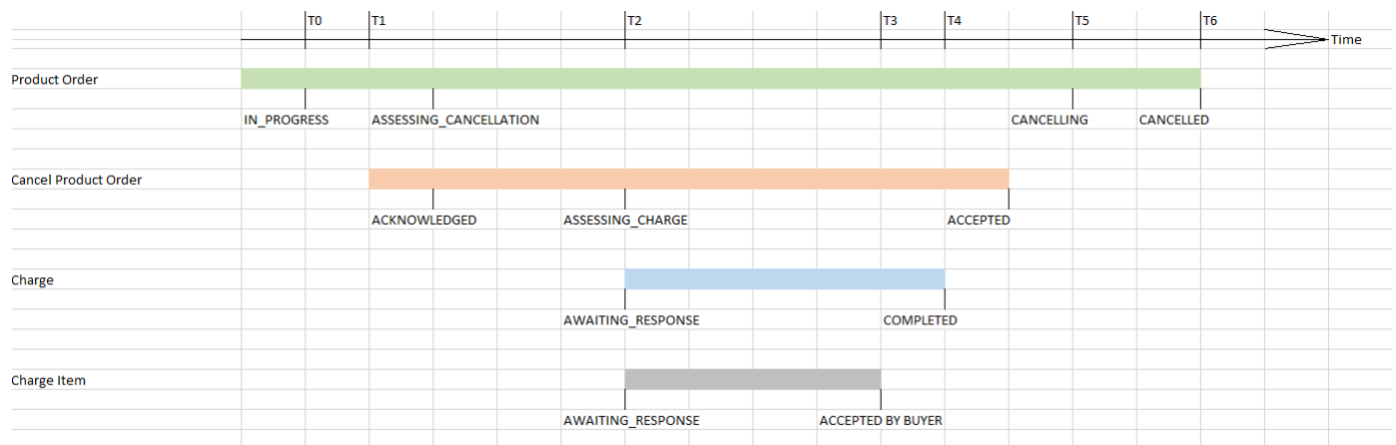 T0 T1 T2 T3 T4 T5 T6
Time
Product Order
IN_PROGRESS ASSESSING_CANCELLATION CANCELLING CANCELLED
Cancel Product Order
ACKNOWLEDGED ASSESSING_CHARGE ACCEPTED
Charge
AWAITING_RESPONSE COMPLETED
Charge Item
AWAITING_RESPONSE ACCEPTED BY BUYER